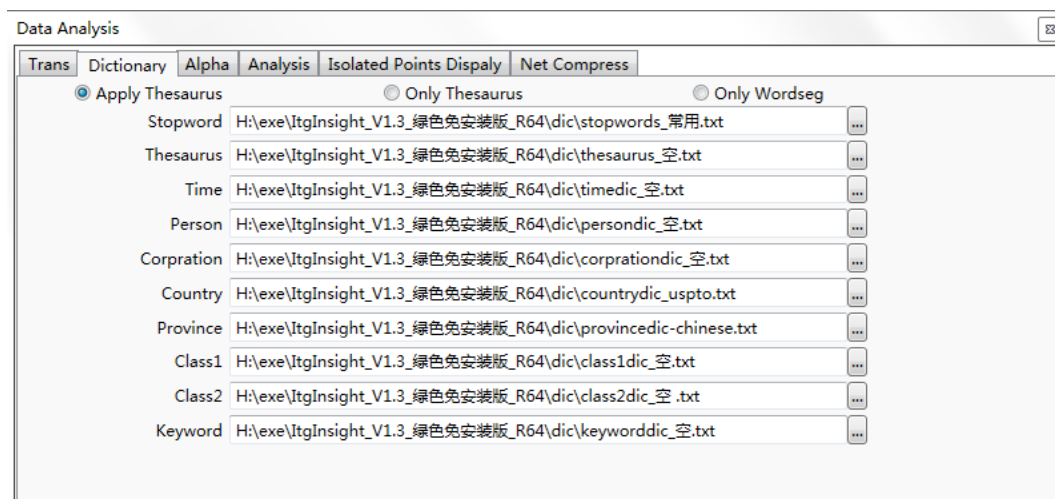 Data Analysis
Trans Dictionary Alpha Analysis Isolated Points Dispaly Net Compress
Apply Thesaurus Only Thesaurus Only Wordseg
Stopword H:\exe\ItgInsight_V1.3_绿色免安装版_R64\dic\stopwords_常用.txt ...
Thesaurus H:\exe\ItgInsight_V1.3_绿色免安装版_R64\dic\thesaurus_空.txt ...
Time H:\exe\ItgInsight_V1.3_绿色免安装版_R64\dic\timedic_空.txt ...
Person H:\exe\ItgInsight_V1.3_绿色免安装版_R64\dic\persondic_空.txt ...
Corpration H:\exe\ItgInsight_V1.3_绿色免安装版_R64\dic\corprationdic_空.txt ...
Country H:\exe\ItgInsight_V1.3_绿色免安装版_R64\dic\countrydic_uspto.txt ...
Province H:\exe\ItgInsight_V1.3_绿色免安装版_R64\dic\provincedic-chinese.txt ...
Class1 H:\exe\ItgInsight_V1.3_绿色免安装版_R64\dic\class1dic_空.txt ...
Class2 H:\exe\ItgInsight_V1.3_绿色免安装版_R64\dic\class2dic_空 .txt ...
Keyword H:\exe\ItgInsight_V1.3_绿色免安装版_R64\dic\keyworddic_空.txt ...